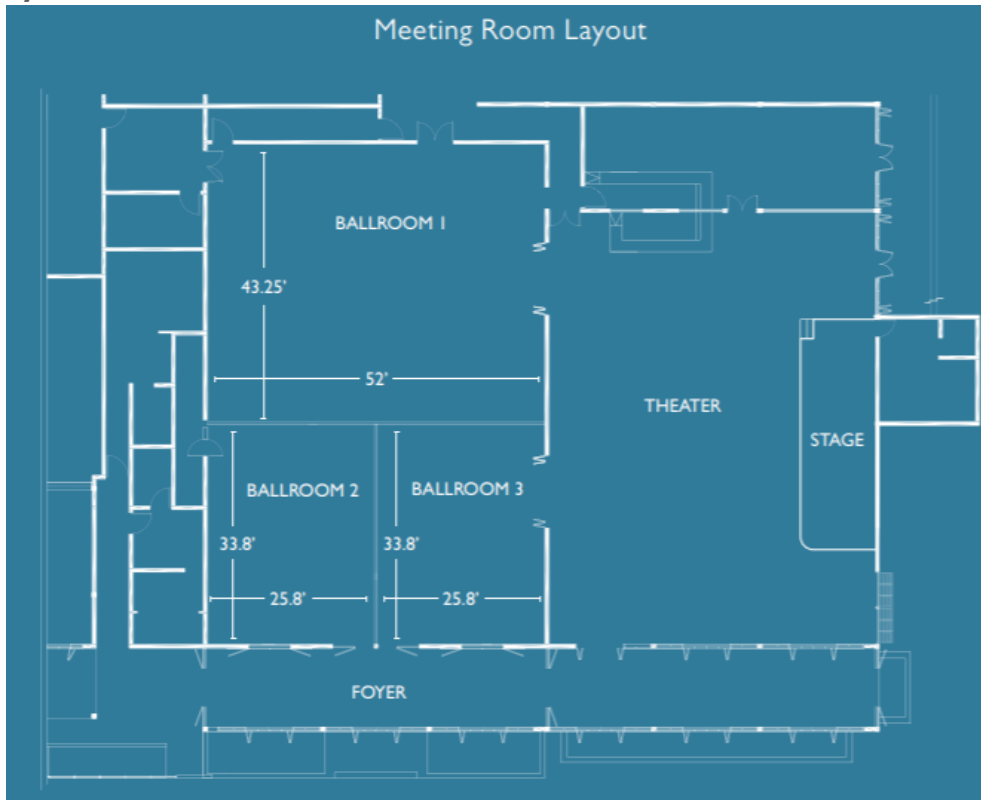 Meeting Room Layout
BALLROOM 1
43.25'
52'
THEATER
STAGE
BALLROOM 2
BALLROOM 3
33.8'
33.8'
25.8'
25.8'
FOYER